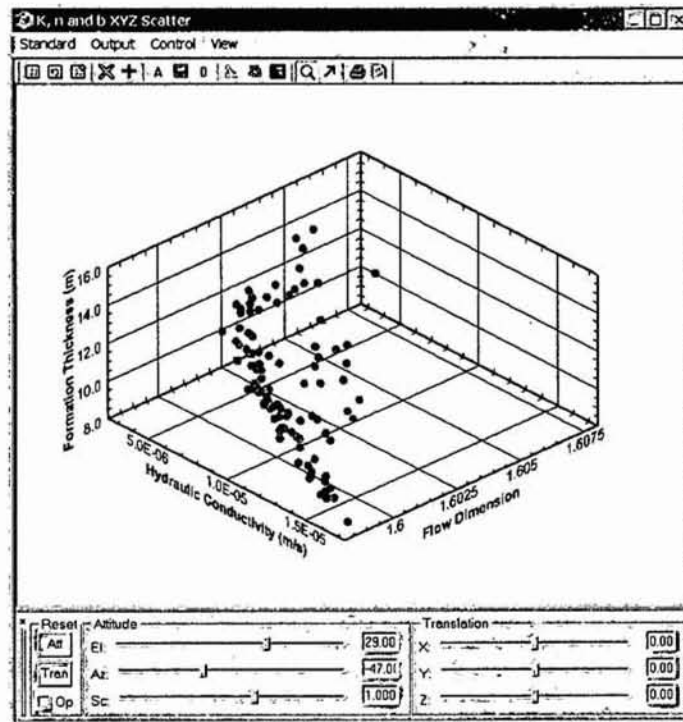 K, n and b XYZ Scatter
Standard Output Control View
A 0
16.0
14.0
12.0
10.0
8.0
Formation Thickness (m)
5.0E-06
1.0E-05
1.5E-05
Hydraulic Conductivity (m/s)
1.6
1.6025
1.605
1.6075
Flow Dimension
Reset Attitude Translation
Att El: 29.00 X: 0.00
Tran Az: -47.0( Y: 0.00
Op Sc: 1.000 Z: 0.00